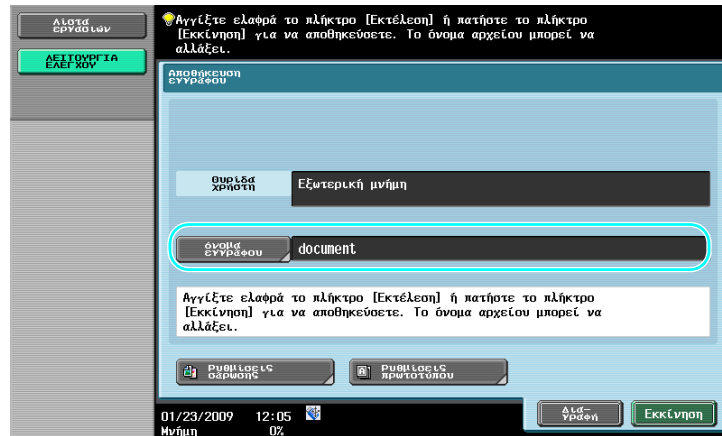 Λίστα
εργασιών
Αγγίξτε ελαφρά το πλήκτρο [Εκτέλεση] ή πατήστε το πλήκτρο
[Εκκίνηση] για να αποθηκεύσετε. Το όνομα αρχείου μπορεί να
αλλάξει.
ΛΕΙΤΟΥΡΓΙΑ
ΕΛΕΓΧΟΥ
Αποθήκευση
εγγράφου
Θυρίδα
χρήστη
Εξωτερική μνήμη
όνομα
εγγράφου
document
Αγγίξτε ελαφρά το πλήκτρο [Εκτέλεση] ή πατήστε το πλήκτρο
[Εκκίνηση] για να αποθηκεύσετε. Το όνομα αρχείου μπορεί να
αλλάξει.
Ρυθμίσεις
σάρωσης
Ρυθμίσεις
πρωτοτύπου
01/23/2009 12:05
Μνήμη 0%
Δια-
γραφή
Εκκίνηση